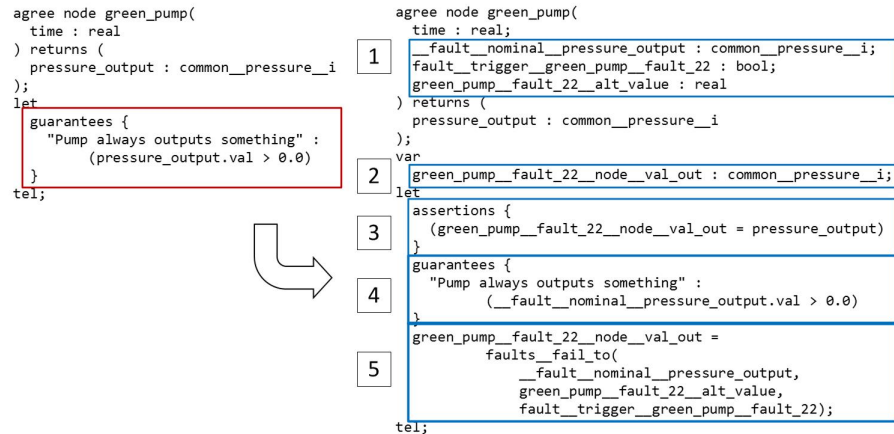 agree node green_pump(
time : real
) returns (
pressure_output : common__pressure__i
);
let
guarantees {
"Pump always outputs something" :
(pressure_output.val > 0.0)
}
tel;
agree node green_pump(
time : real;
1
__fault__nominal__pressure_output : common__pressure__i;
fault__trigger__green_pump__fault_22 : bool;
green_pump__fault_22__alt_value : real
) returns (
pressure_output : common__pressure__i
);
var
2
green_pump__fault_22__node__val_out : common__pressure__i;
let
3
assertions {
(green_pump__fault_22__node__val_out = pressure_output)
}
4
guarantees {
"Pump always outputs something" :
(__fault__nominal__pressure_output.val > 0.0)
}
5
green_pump__fault_22__node__val_out =
faults__fail_to(
__fault__nominal__pressure_output,
green_pump__fault_22__alt_value,
fault__trigger__green_pump__fault_22);
tel;